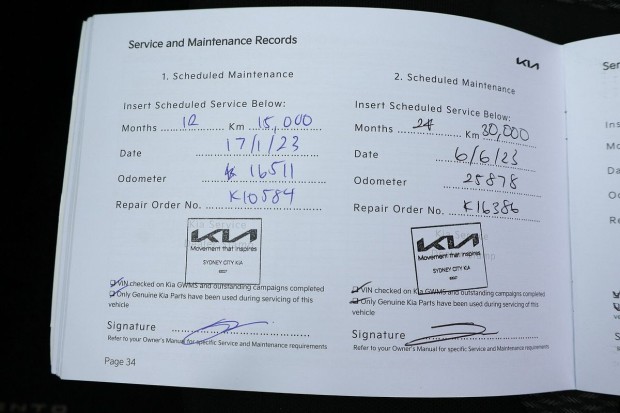 Service and Maintenance Records
KIA
1. Scheduled Maintenance
Insert Scheduled Service Below:
Months 12 Km 15,000
Date 17/1/23
Odometer 16511
Repair Order No. K10584
KIA
Movement that inspires
SYDNEY CITY KIA
VIN checked on Kia GWMS and outstanding campaigns completed
Only Genuine Kia Parts have been used during servicing of this
vehicle
Signature
Refer to your Owner's Manual for specific Service and Maintenance requirements
Page 34
2. Scheduled Maintenance
Insert Scheduled Service Below:
Months 24 Km 30,000
Date 6/6/23
Odometer 25878
Repair Order No. K16386
KIA
Movement that inspires
SYDNEY CITY KIA
VIN checked on Kia GWMS and outstanding campaigns completed
Only Genuine Kia Parts have been used during servicing of this
vehicle
Signature
Refer to your Owner's Manual for specific Service and Maintenance requirements